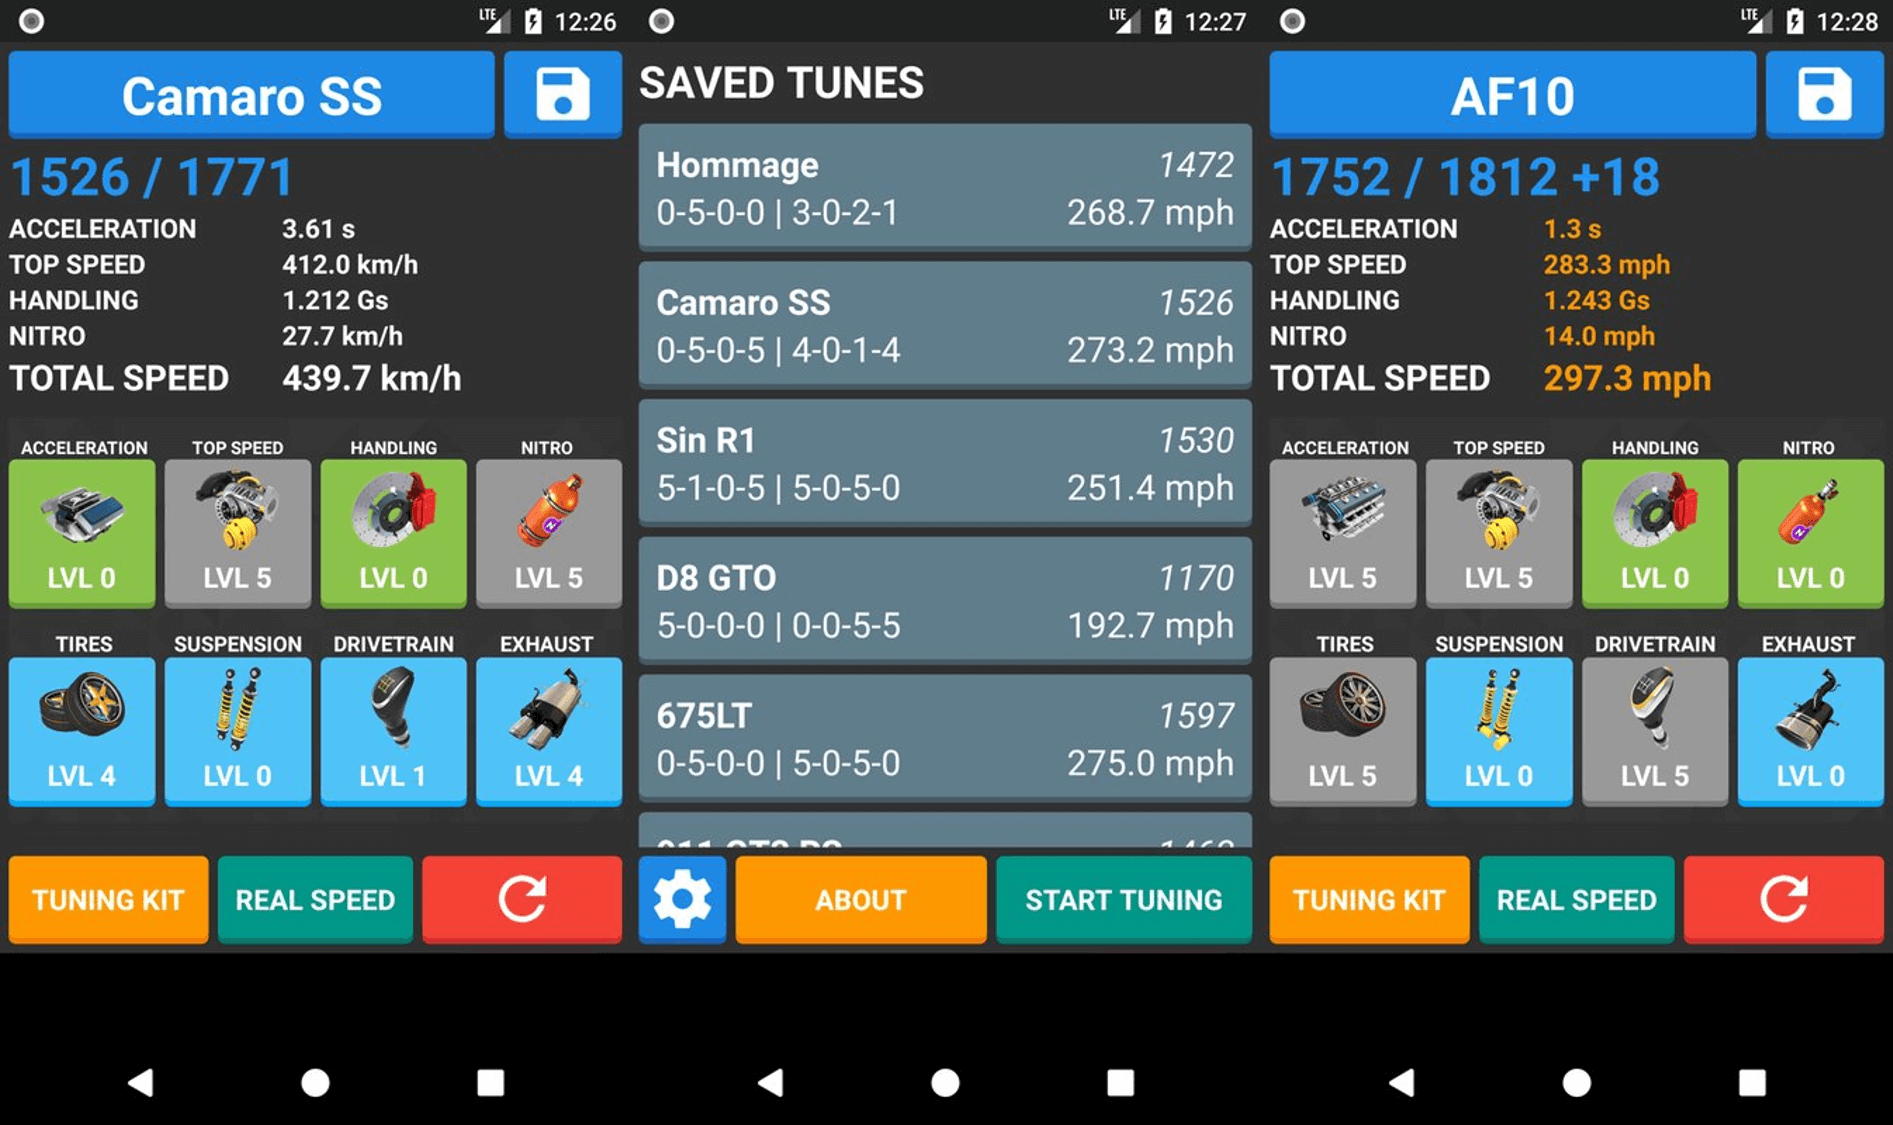 LTE 12:26
Camaro SS
1526 / 1771
ACCELERATION 3.61 s
TOP SPEED 412.0 km/h
HANDLING 1.212 Gs
NITRO 27.7 km/h
TOTAL SPEED 439.7 km/h
ACCELERATION TOP SPEED HANDLING NITRO
LVL 0 LVL 5 LVL 0 LVL 5
TIRES SUSPENSION DRIVETRAIN EXHAUST
LVL 4 LVL 0 LVL 1 LVL 4
TUNING KIT REAL SPEED
LTE 12:27
SAVED TUNES
Hommage 1472
0-5-0-0 | 3-0-2-1 268.7 mph
Camaro SS 1526
0-5-0-5 | 4-0-1-4 273.2 mph
Sin R1 1530
5-1-0-5 | 5-0-5-0 251.4 mph
D8 GTO 1170
5-0-0-0 | 0-0-5-5 192.7 mph
675LT 1597
0-5-0-0 | 5-0-5-0 275.0 mph
ABOUT START TUNING
LTE 12:28
AF10
1752 / 1812 +18
ACCELERATION 1.3 s
TOP SPEED 283.3 mph
HANDLING 1.243 Gs
NITRO 14.0 mph
TOTAL SPEED 297.3 mph
ACCELERATION TOP SPEED HANDLING NITRO
LVL 5 LVL 5 LVL 0 LVL 0
TIRES SUSPENSION DRIVETRAIN EXHAUST
LVL 5 LVL 0 LVL 5 LVL 0
TUNING KIT REAL SPEED